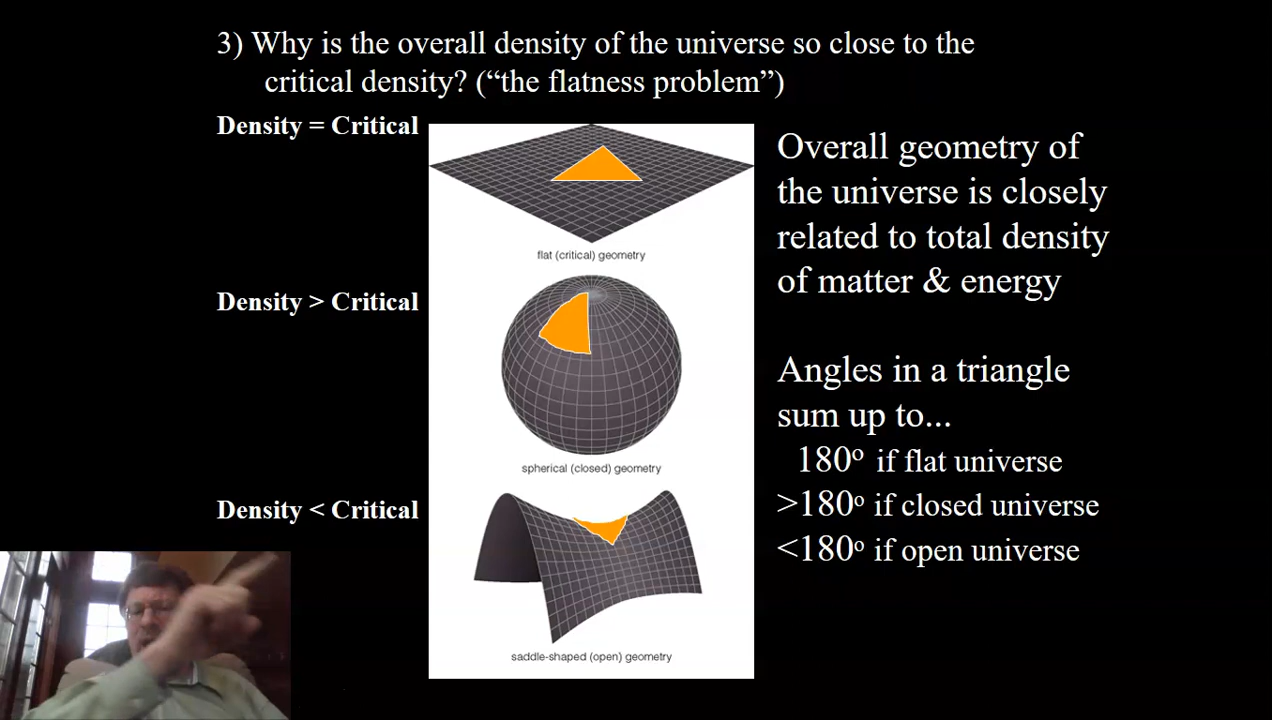 3) Why is the overall density of the universe so close to the
critical density? (“the flatness problem”)
Density = Critical
flat (critical) geometry
Density > Critical
spherical (closed) geometry
Density < Critical
saddle-shaped (open) geometry
Overall geometry of
the universe is closely
related to total density
of matter & energy
Angles in a triangle
sum up to...
180º if flat universe
>180º if closed universe
<180º if open universe